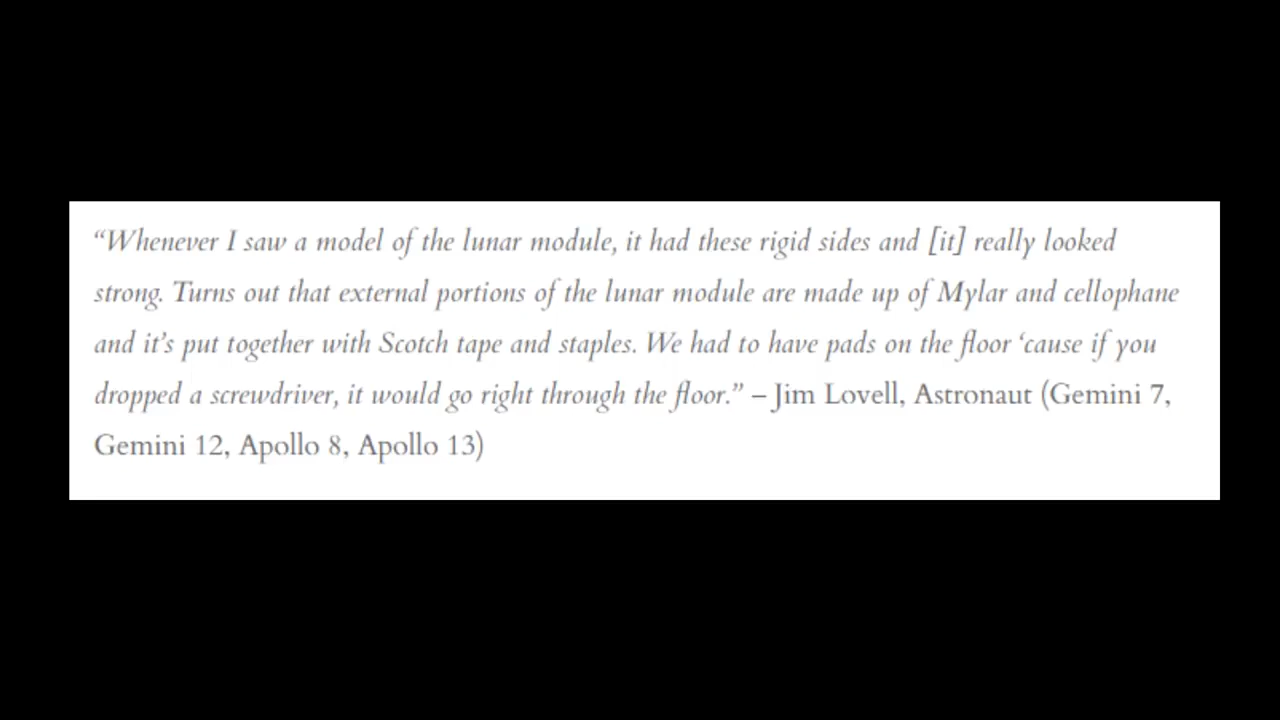 “Whenever I saw a model of the lunar module, it had these rigid sides and [it] really looked
strong. Turns out that external portions of the lunar module are made up of Mylar and cellophane
and it’s put together with Scotch tape and staples. We had to have pads on the floor ‘cause if you
dropped a screwdriver, it would go right through the floor.” – Jim Lovell, Astronaut (Gemini 7,
Gemini 12, Apollo 8, Apollo 13)